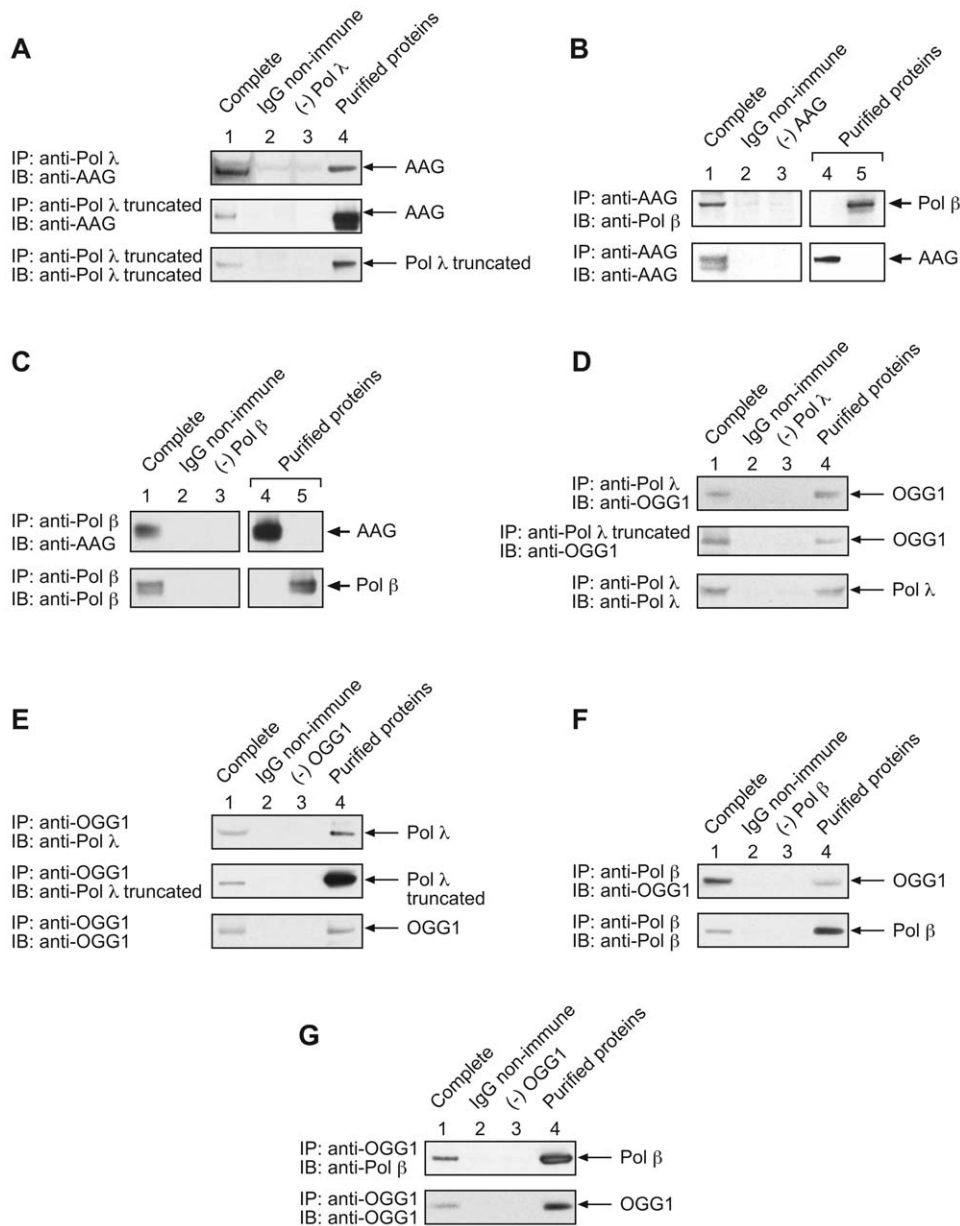 A
Complete
IgG non-immune
(-) Pol λ
Purified proteins
1 2 3 4
IP: anti-Pol λ
IB: anti-AAG
AAG
IP: anti-Pol λ truncated
IB: anti-AAG
AAG
IP: anti-Pol λ truncated
IB: anti-Pol λ truncated
Pol λ truncated
B
Complete
IgG non-immune
(-) AAG
Purified proteins
1 2 3 4 5
IP: anti-AAG
IB: anti-Pol β
Pol β
IP: anti-AAG
IB: anti-AAG
AAG
C
Complete
IgG non-immune
(-) Pol β
Purified proteins
1 2 3 4 5
IP: anti-Pol β
IB: anti-AAG
AAG
IP: anti-Pol β
IB: anti-Pol β
Pol β
D
Complete
IgG non-immune
(-) Pol λ
Purified proteins
1 2 3 4
IP: anti-Pol λ
IB: anti-OGG1
OGG1
IP: anti-Pol λ truncated
IB: anti-OGG1
OGG1
IP: anti-Pol λ
IB: anti-Pol λ
Pol λ
E
Complete
IgG non-immune
(-) OGG1
Purified proteins
1 2 3 4
IP: anti-OGG1
IB: anti-Pol λ
Pol λ
IP: anti-OGG1
IB: anti-Pol λ truncated
Pol λ
truncated
IP: anti-OGG1
IB: anti-OGG1
OGG1
F
Complete
IgG non-immune
(-) Pol β
Purified proteins
1 2 3 4
IP: anti-Pol β
IB: anti-OGG1
OGG1
IP: anti-Pol β
IB: anti-Pol β
Pol β
G
Complete
IgG non-immune
(-) OGG1
Purified proteins
1 2 3 4
IP: anti-OGG1
IB: anti-Pol β
Pol β
IP: anti-OGG1
IB: anti-OGG1
OGG1